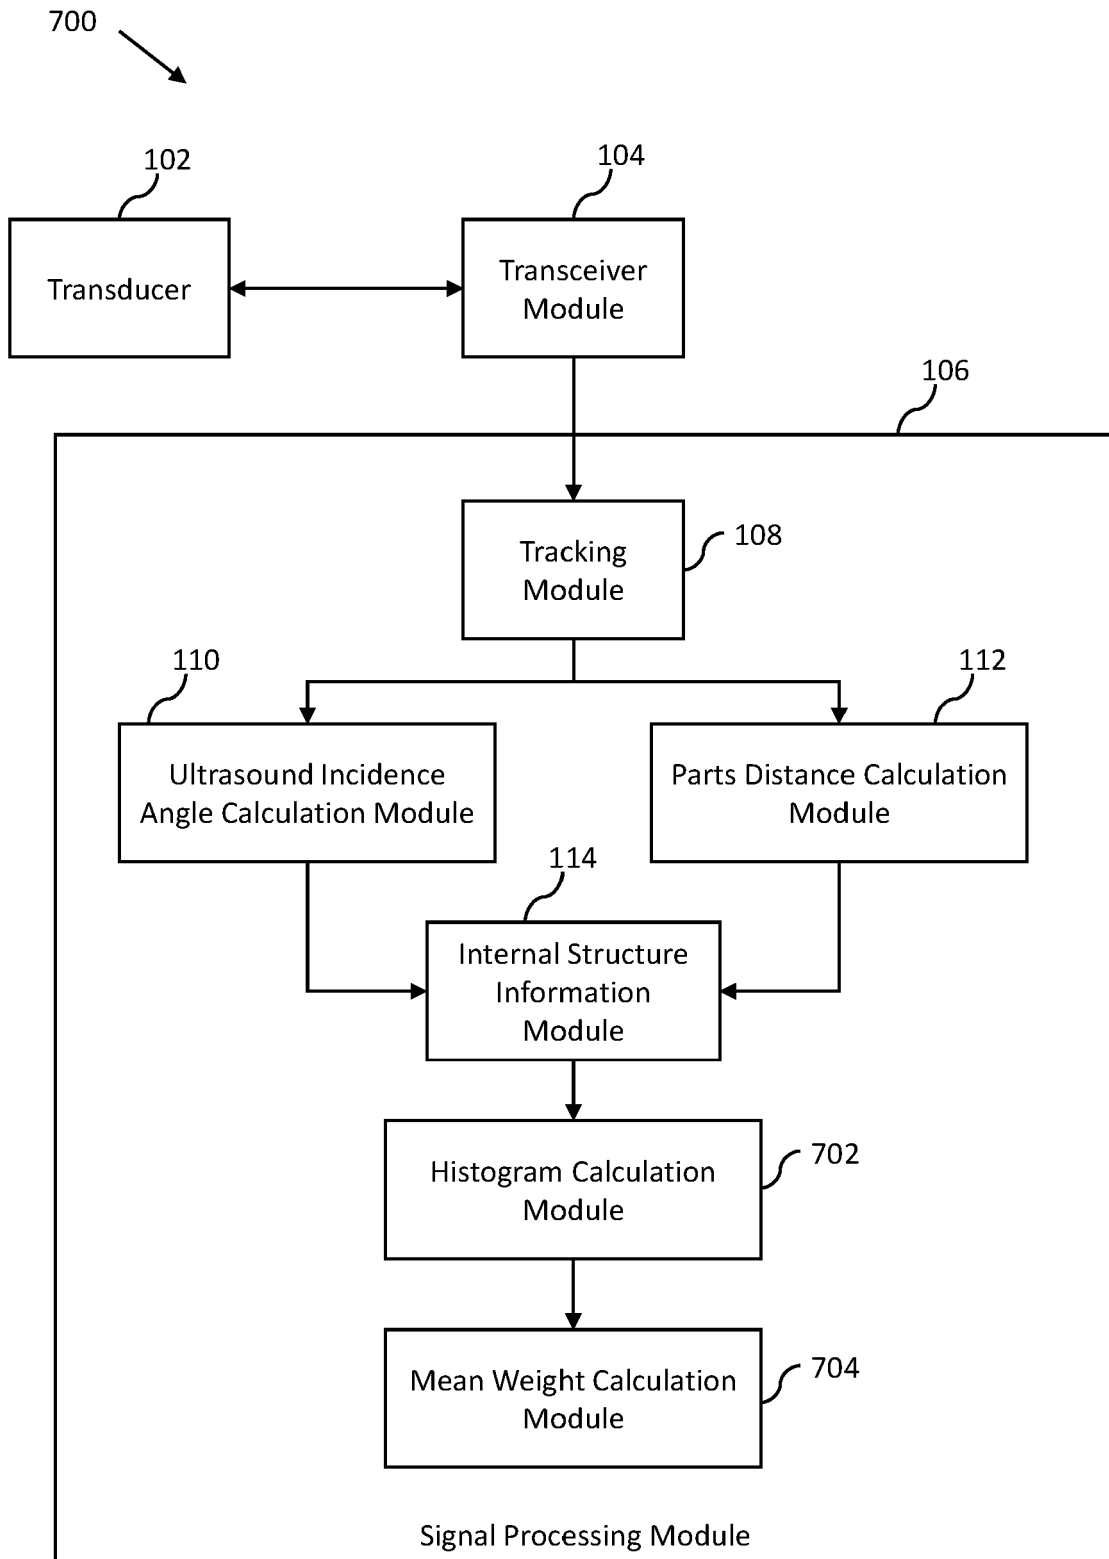 700
102
104
Transducer
Transceiver
Module
106
Tracking
Module
108
110
112
Ultrasound Incidence
Angle Calculation Module
Parts Distance Calculation
Module
114
Internal Structure
Information
Module
Histogram Calculation
Module
702
Mean Weight Calculation
Module
704
Signal Processing Module